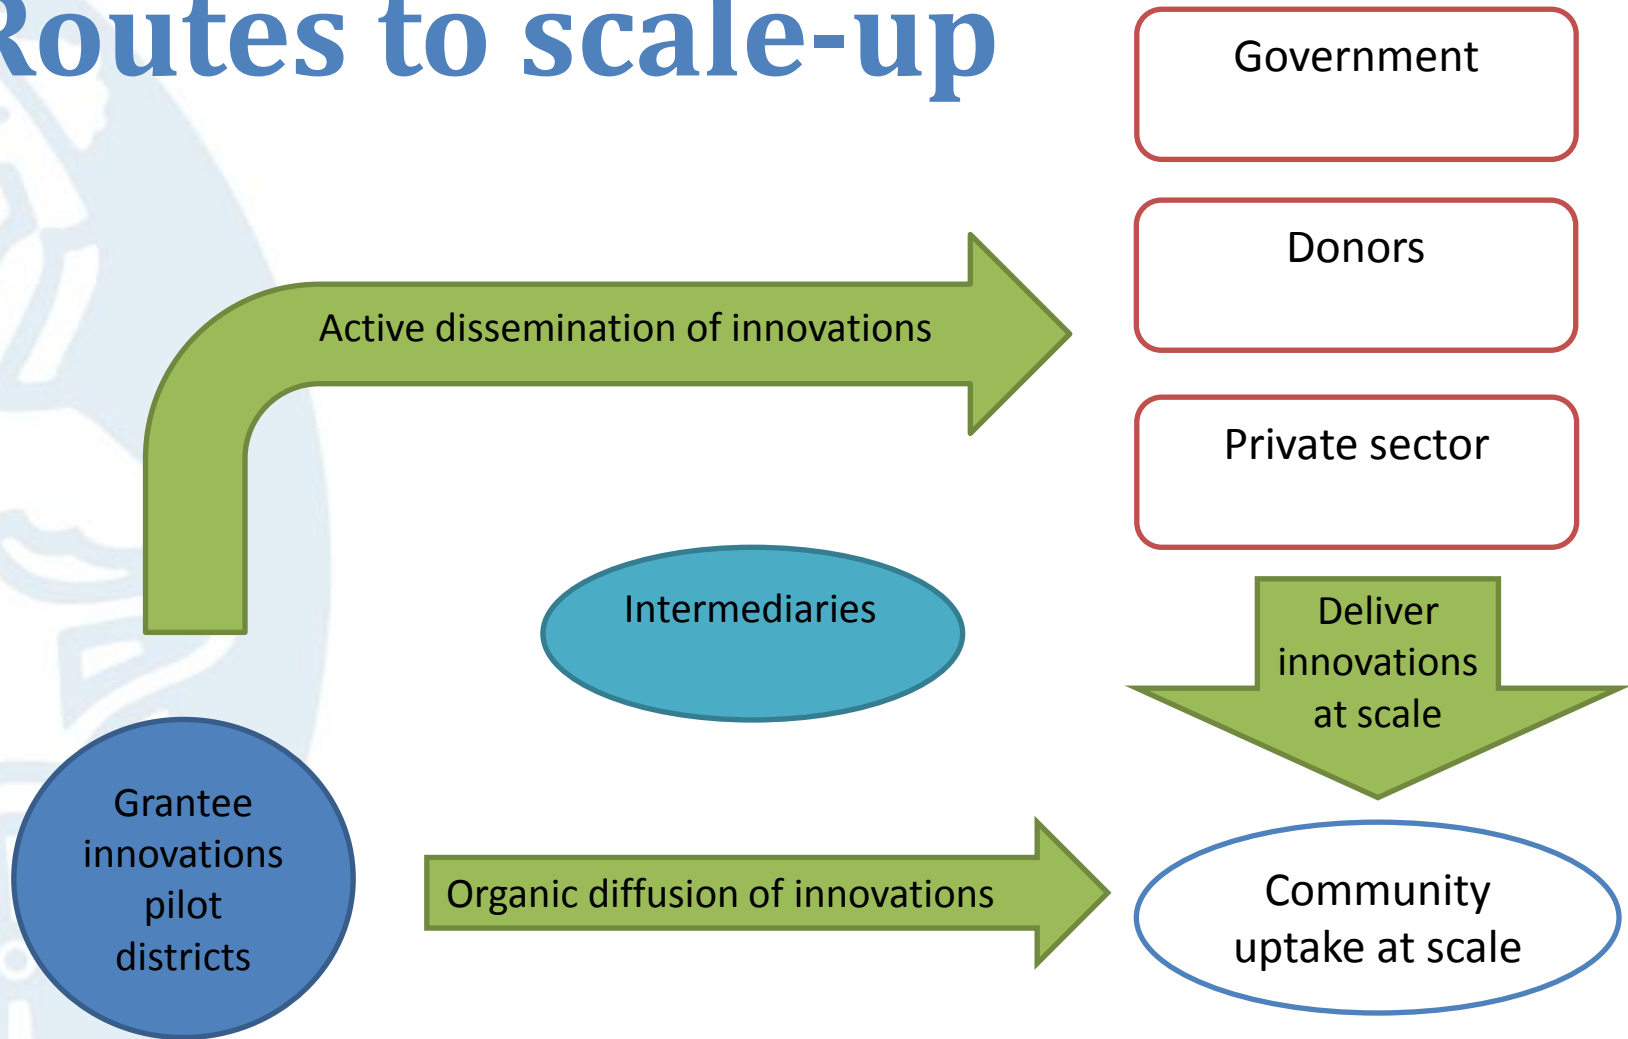 Routes to scale-up
Government
Donors
Active dissemination of innovations
Private sector
Intermediaries
Deliver
innovations
at scale
Grantee
innovations
pilot
districts
Organic diffusion of innovations
Community
uptake at scale